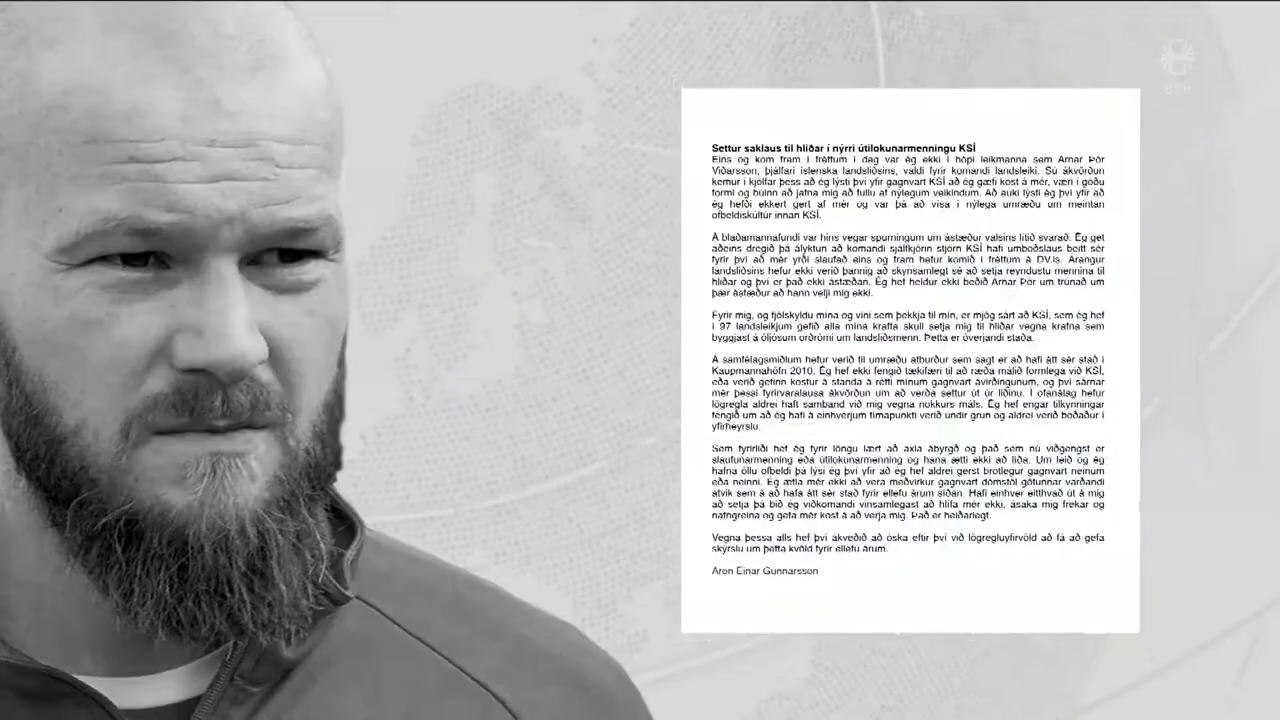 Settur saklaus til hliðar í nýrri útilokunarmenningu KSÍ
Eins og kom fram í fréttum í dag var ég ekki í hópi leikmanna sem Arnar Þór
Viðarsson, þjálfari íslenska landsliðsins, valdi fyrir komandi landsleiki. Sú ákvörðun
kemur í kjölfar þess að ég lýsti því yfir gagnvart KSÍ að ég gæfi kost á mér, væri í góðu
formi og búinn að jafna mig að fullu af nýlegum veikindum. Að auki lýsti ég því yfir að
ég hefði ekkert gert af mér og var þá að vísa í nýlega umræðu um meintan
ofbeldiskúltúr innan KSÍ.
Á blaðamannafundi var hins vegar spurningum um ástæður valsins lítið svarað. Ég get
aðeins dregið þá ályktun að komandi sjálfkjörin stjórn KSÍ hafi umboðslaus beitt sér
fyrir því að mér yrði slaufað eins og fram hefur komið í fréttum á DV.is. Árangur
landsliðsins hefur ekki verið þannig að skynsamlegt sé að setja reyndustu mennina til
hliðar og því er það ekki ástæðan. Ég hef heldur ekki beðið Arnar Þór um trúnað um
þær ástæður að hann velji mig ekki.
Fyrir mig, og fjölskyldu mína og vini sem þekkja til mín, er mjög sárt að KSÍ, sem ég hef
í 97 landsleikjum gefið alla mína krafta skuli setja mig til hliðar vegna krafna sem
byggjast á óljósum orðrómi um landsliðsmenn. Þetta er óverjandi staða.
Á samfélagsmiðlum hefur verið til umræðu atburður sem sagt er að hafi átt sér stað í
Kaupmannahöfn 2010. Ég hef ekki fengið tækifæri til að ræða málið formlega við KSÍ,
eða verið gefinn kostur á standa á rétti mínum gagnvart ávirðingunum, og því sárnar
mér þessi fyrirvaralausa ákvörðun um að verða settur út úr liðinu. Í ofanálag hefur
lögregla aldrei haft samband við mig vegna nokkurs máls. Ég hef engar tilkynningar
fengið um að ég hafi á einhverjum tímapunkti verið undir grun og aldrei verið boðaður í
yfirheyrslu.
Sem fyrirliði hef ég fyrir löngu lært að axla ábyrgð og það sem nú viðgengst er
slaufunarmenning eða útilokunarmenning og hana ætti ekki að líða. Um leið og ég
hafna öllu ofbeldi þá lýsi ég því yfir að ég hef aldrei gerst brotlegur gagnvart neinum
eða neinni. Ég ætla mér ekki að vera meðvirkur gagnvart dómstól götunnar varðandi
atvik sem á að hafa átt sér stað fyrir ellefu árum síðan. Hafi einhver eitthvað út á mig
að setja þá bið ég viðkomandi vinsamlegast að hlífa mér ekki, ásaka mig frekar og
nafngreina og gefa mér kost á að verja mig. Það er heiðarlegt.
Vegna þessa alls hef því ákveðið að óska eftir því við lögregluyfirvöld að fá að gefa
skýrslu um þetta kvöld fyrir ellefu árum.
Aron Einar Gunnarsson